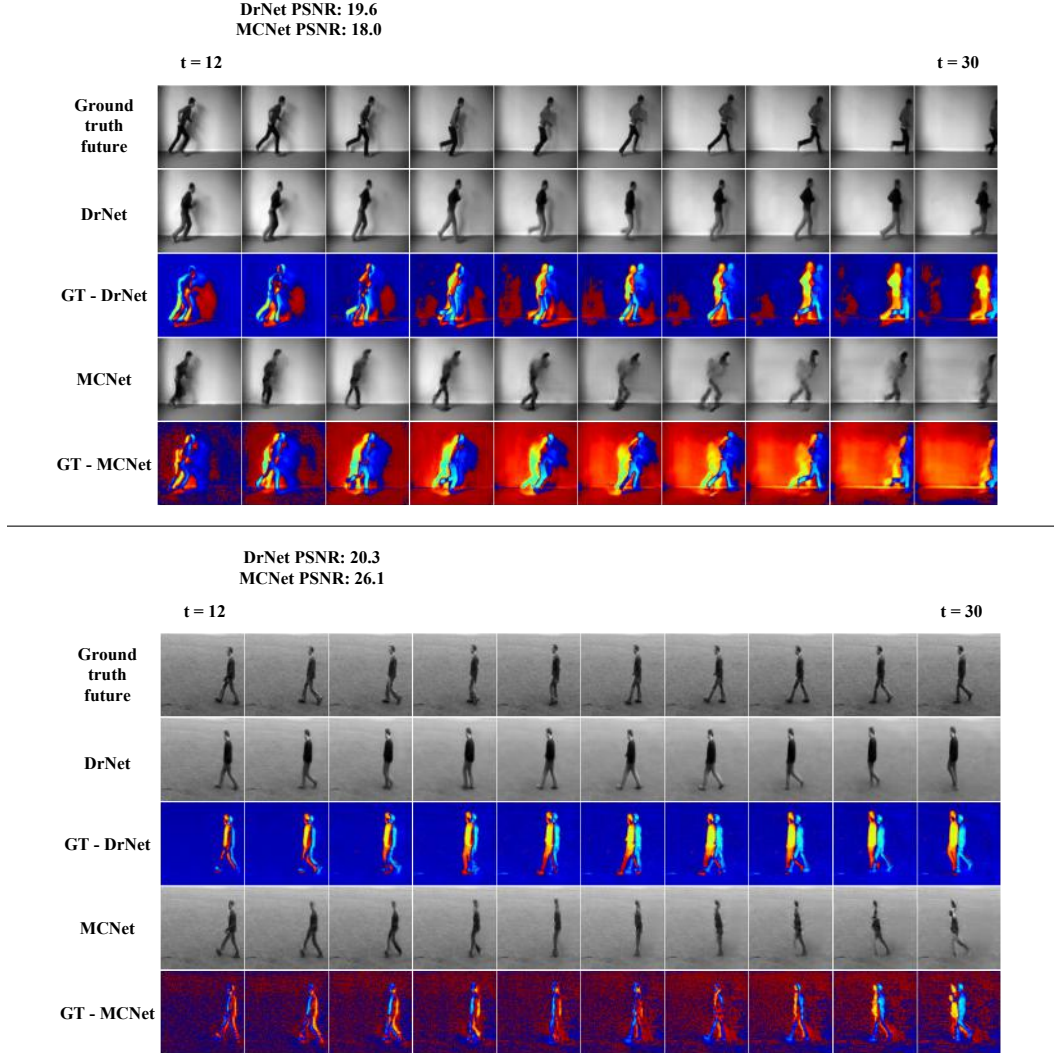 DrNet PSNR: 19.6
MCNet PSNR: 18.0
t = 12
t = 30
Ground
truth
future
DrNet
GT - DrNet
MCNet
GT - MCNet
DrNet PSNR: 20.3
MCNet PSNR: 26.1
t = 12
t = 30
Ground
truth
future
DrNet
GT - DrNet
MCNet
GT - MCNet